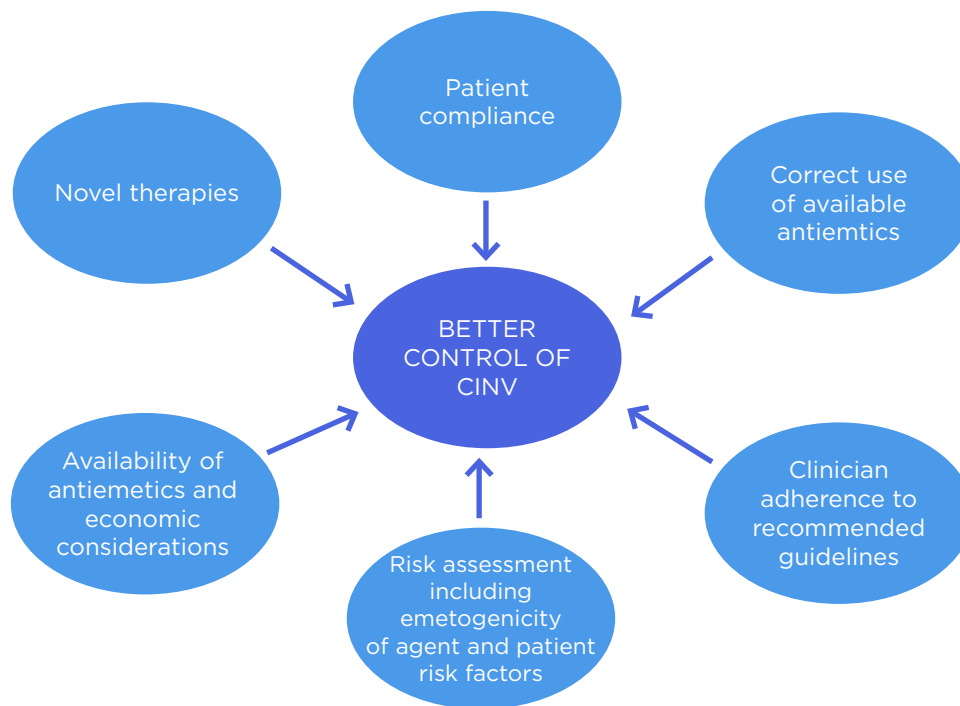 Patient
compliance
Novel therapies
Correct use
of available
antiemtics
BETTER
CONTROL OF
CINV
Availability of
antiemetics and
economic
considerations
Clinician
adherence to
recommended
guidelines
Risk assessment
including
emetogenicity
of agent and patient
risk factors